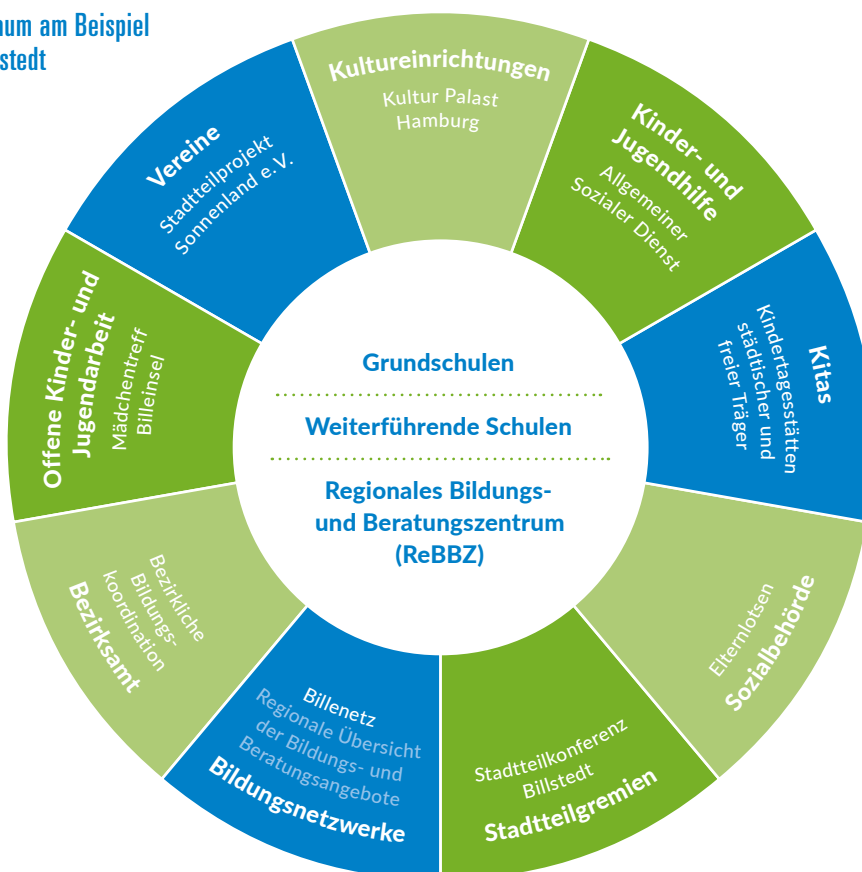 um am Beispiel
stedt
Kultureinrichtungen
Kultur Palast
Hamburg
Kinder- und
Jugendhilfe
Allgemeiner
Sozialer Dienst
Kitas
Kindertagesstätten
städtischer und
freier Träger
Sozialbehörde
Elternlotsen
Stadtteilkonferenz
Billstedt
Stadtteilgremien
Billenetz
Regionale Übersicht
der Bildungs- und
Beratungsangebote
Bildungsnetzwerke
Bezirkliche
Bildungs-
koordination
Bezirksamt
Offene Kinder- und
Jugendarbeit
Mädchentreff
Billeinsel
Vereine
Stadtteilprojekt
Sonnenland e.V.
Grundschulen
Weiterführende Schulen
Regionales Bildungs-
und Beratungszentrum
(ReBBZ)